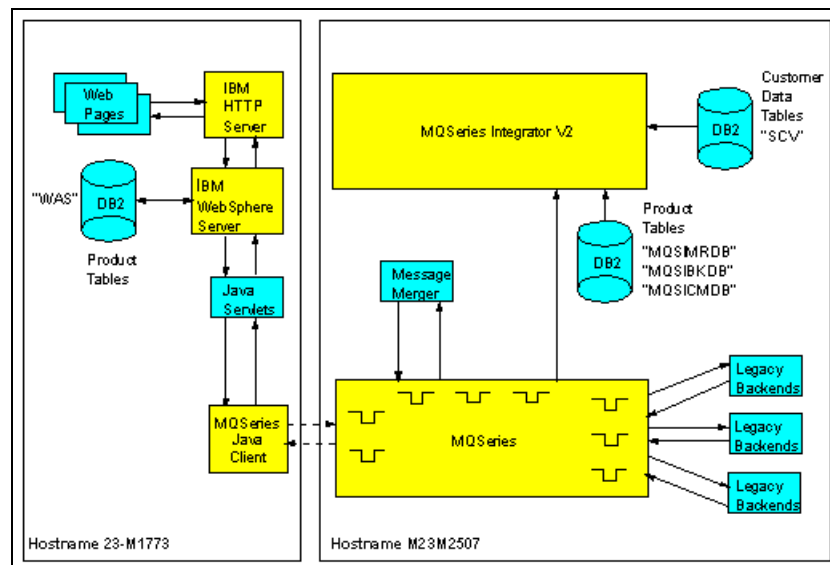 Web
Pages
IBM
HTTP
Server
"WAS"
DB2
IBM
WebSphere
Server
Product
Tables
Java
Servlets
MQSeries
Java
Client
Hostname 23-M1773
MQSeries Integrator V2
Customer
Data
Tables
"SCV"
DB2
Product
Tables
"MQSIMRDB"
"MQSIBKDB"
"MQSICMDB"
DB2
Message
Merger
MQSeries
Legacy
Backends
Legacy
Backends
Legacy
Backends
Hostname M23M2507